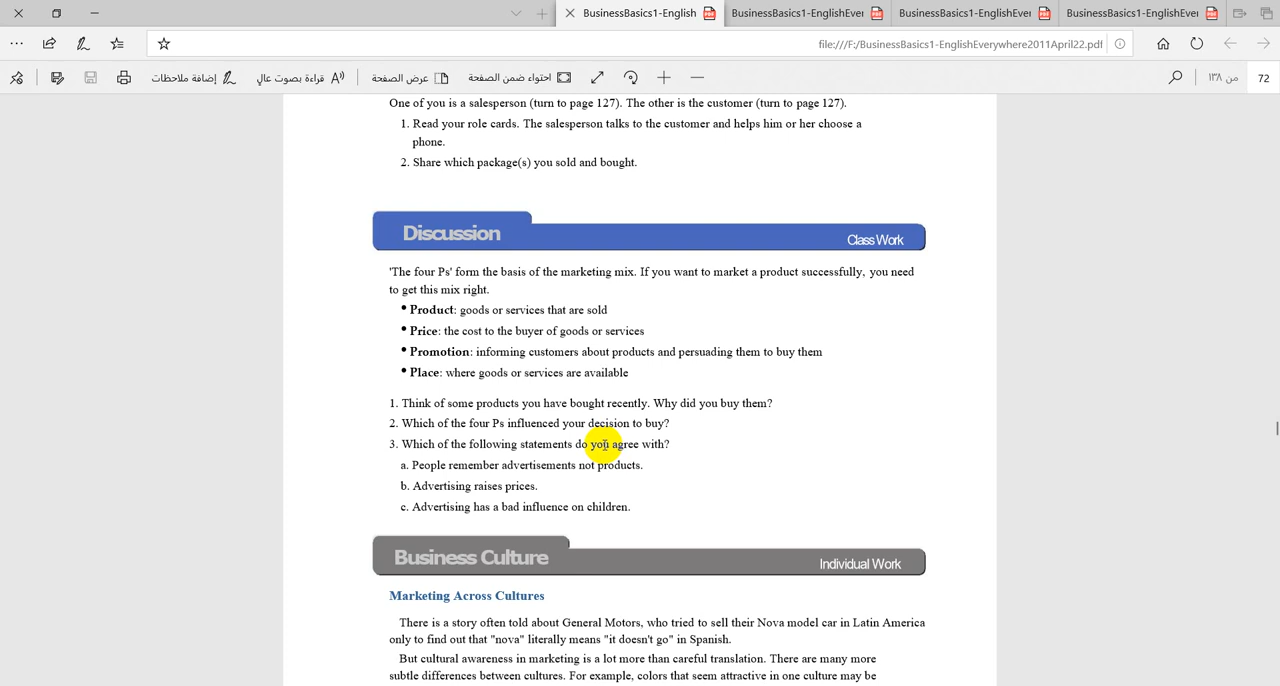 BusinessBasics1-English
BusinessBasics1-EnglishEver
BusinessBasics1-EnglishEver
BusinessBasics1-EnglishEver
file:///F:/BusinessBasics1-EnglishEverywhere2011April22.pdf
إضافة ملاحظات
قراءة بصوت عالٍ
عرض الصفحة
احتواء ضمن الصفحة
من ١٣٨
72
One of you is a salesperson (turn to page 127). The other is the customer (turn to page 127).
1. Read your role cards. The salesperson talks to the customer and helps him or her choose a
phone.
2. Share which package(s) you sold and bought.
Discussion
Class Work
'The four Ps' form the basis of the marketing mix. If you want to market a product successfully, you need
to get this mix right.
• Product: goods or services that are sold
• Price: the cost to the buyer of goods or services
• Promotion: informing customers about products and persuading them to buy them
• Place: where goods or services are available
1. Think of some products you have bought recently. Why did you buy them?
2. Which of the four Ps influenced your decision to buy?
3. Which of the following statements do you agree with?
a. People remember advertisements not products.
b. Advertising raises prices.
c. Advertising has a bad influence on children.
Business Culture
Individual Work
Marketing Across Cultures
There is a story often told about General Motors, who tried to sell their Nova model car in Latin America
only to find out that "nova" literally means "it doesn't go" in Spanish.
But cultural awareness in marketing is a lot more than careful translation. There are many more
subtle differences between cultures. For example, colors that seem attractive in one culture may be